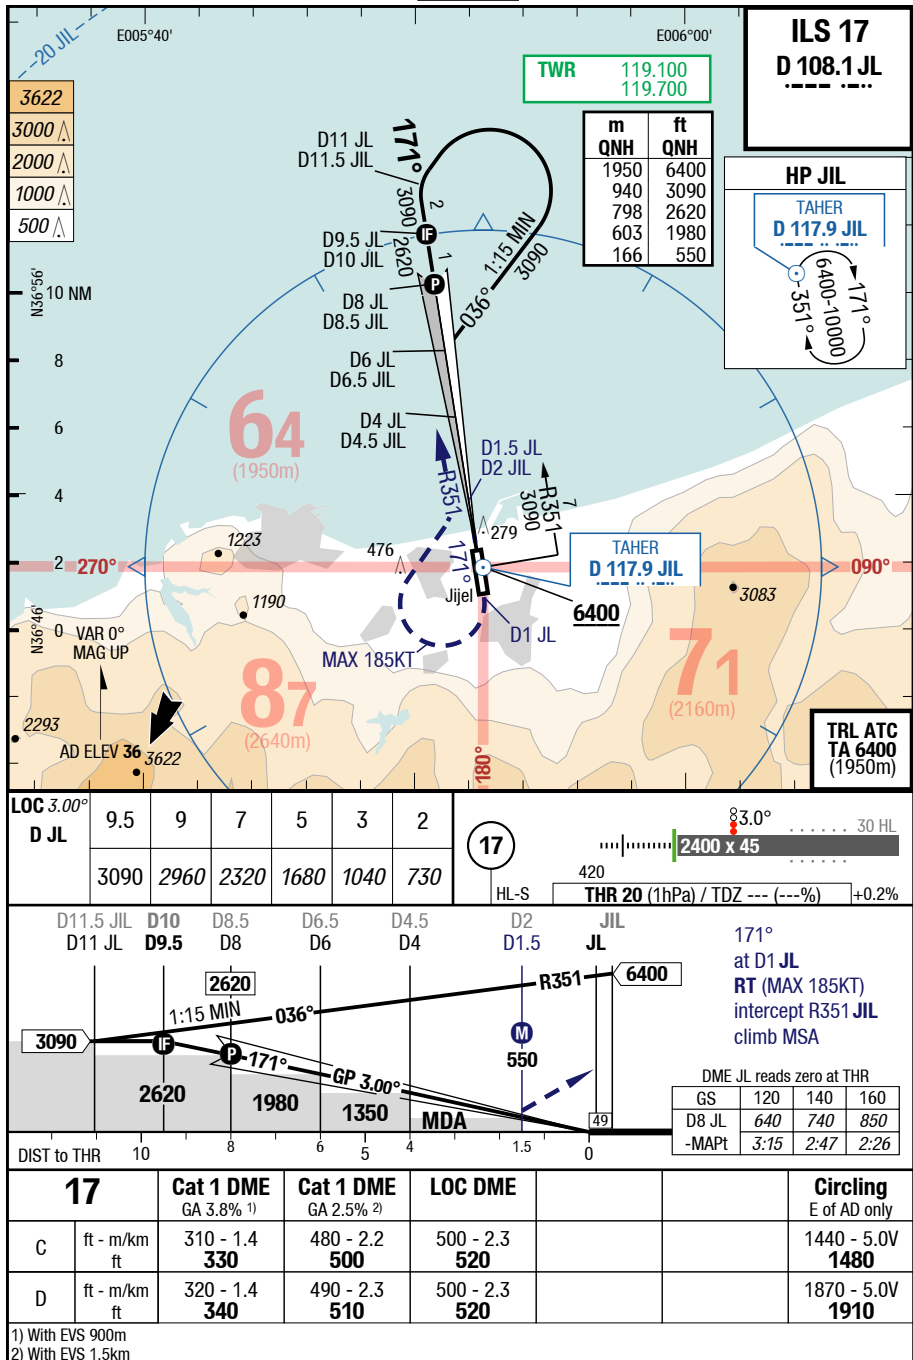 ILS 17
D 108.1 JL
E005°40'
E006°00'
20 JIL
TWR 119.100
119.700
3622
3000
2000
1000
500
m ft
QNH QNH
1950 6400
940 3090
798 2620
603 1980
166 550
HP JIL
TAHER
D 117.9 JIL
351°
6400-10000
171°
D11 JL
D11.5 JIL
171°
3090
2
IF
D9.5 JL
D10 JIL
2620
1
P
D8 JL
D8.5 JIL
1:15 MIN
3090
036°
N36°56'
10 NM
8
6
4
2
0
N36°46'
D6 JL
D6.5 JIL
D4 JL
D4.5 JIL
64
(1950m)
R351
D1.5 JL
D2 JIL
R351
7
3090
279
476
1223
270°
171°
Jijel
TAHER
D 117.9 JIL
090°
3083
6400
1190
D1 JL
MAX 185KT
VAR 0°
MAG UP
87
(2640m)
71
(2160m)
2293
AD ELEV 36
3622
180°
TRL ATC
TA 6400
(1950m)
LOC 3.00°
D JL
9.5 9 7 5 3 2
3090 2960 2320 1680 1040 730
17
HL-S
420
3.0°
30 HL
2400 x 45
THR 20 (1hPa) / TDZ --- (---%)
+0.2%
D11.5 JIL D10 D8.5 D6.5 D4.5 D2 JIL
D11 JL D9.5 D8 D6 D4 D1.5 JL
2620
R351
6400
1:15 MIN
036°
3090
IF
P
171°
GP 3.00°
M
550
2620
1980
1350
MDA
49
DIST to THR 10 8 6 5 4 1.5 0
171°
at D1 JL
RT (MAX 185KT)
intercept R351 JIL
climb MSA
DME JL reads zero at THR
GS 120 140 160
D8 JL 640 740 850
-MAPt 3:15 2:47 2:26
17 Cat 1 DME Cat 1 DME LOC DME Circling
GA 3.8% 1) GA 2.5% 2) E of AD only
C ft - m/km 310 - 1.4 480 - 2.2 500 - 2.3 1440 - 5.0V
ft 330 500 520 1480
D ft - m/km 320 - 1.4 490 - 2.3 500 - 2.3 1870 - 5.0V
ft 340 510 520 1910
1) With EVS 900m
2) With EVS 1.5km